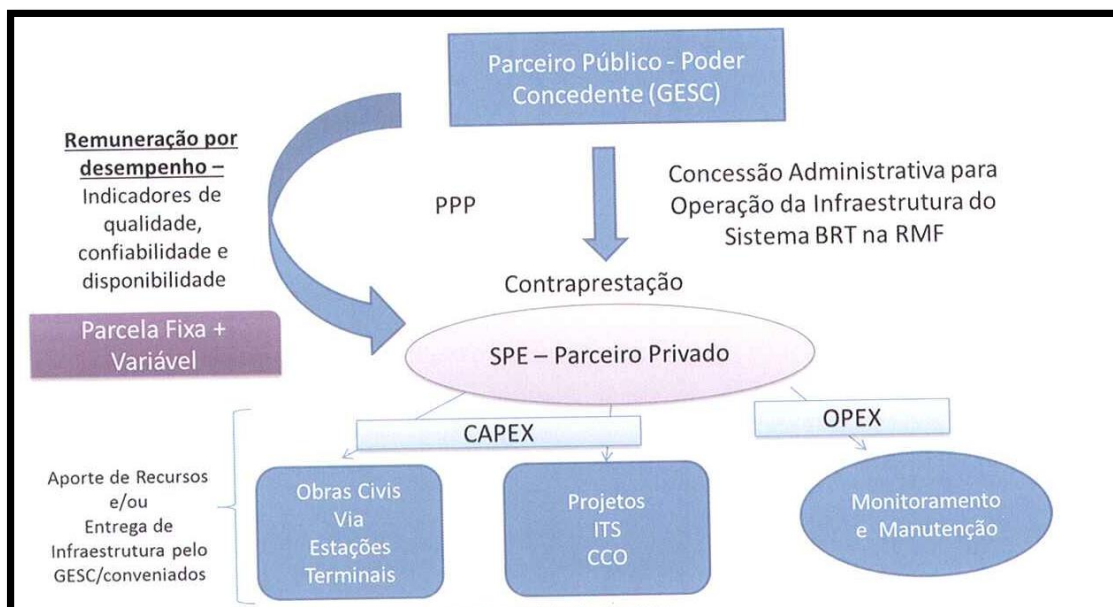 Parceiro Público - Poder
Concedente (GESC)
Remuneração por
desempenho –
Indicadores de
qualidade,
confiabilidade e
disponibilidade
PPP
Concessão Administrativa para
Operação da Infraestrutura do
Sistema BRT na RMF
Contraprestação
Parcela Fixa +
Variável
SPE – Parceiro Privado
CAPEX
OPEX
Aporte de Recursos
e/ou
Entrega de
Infraestrutura pelo
GESC/conveniados
Obras Civis
Via
Estações
Terminais
Projetos
ITS
CCO
Monitoramento
e Manutenção